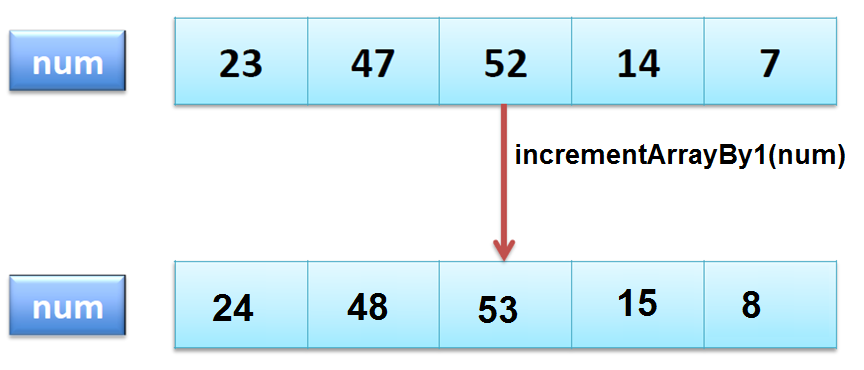 num 23 47 52 14 7
incrementArrayBy1(num)
num 24 48 53 15 8